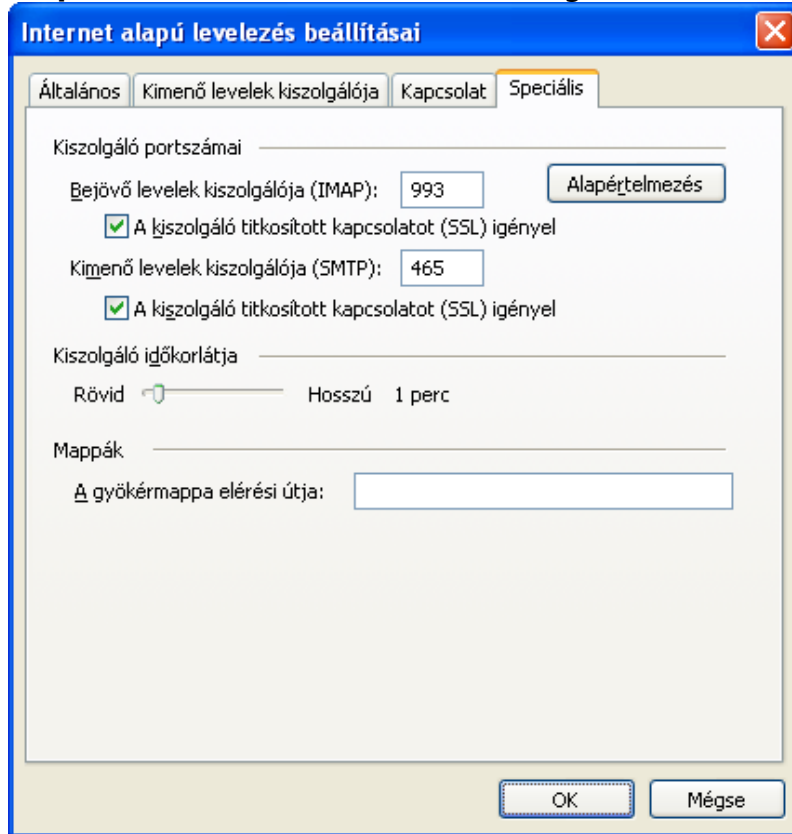 Internet alapú levelezés beállításai
Általános Kimenő levelek kiszolgálója Kapcsolat Speciális
Kiszolgáló portszámai
Bejövő levelek kiszolgálója (IMAP): 993 Alapértelmezés
A kiszolgáló titkosított kapcsolatot (SSL) igényel
Kimenő levelek kiszolgálója (SMTP): 465
A kiszolgáló titkosított kapcsolatot (SSL) igényel
Kiszolgáló időkorlátja
Rövid Hosszú 1 perc
Mappák
A gyökérmappa elérési útja:
OK Mégse